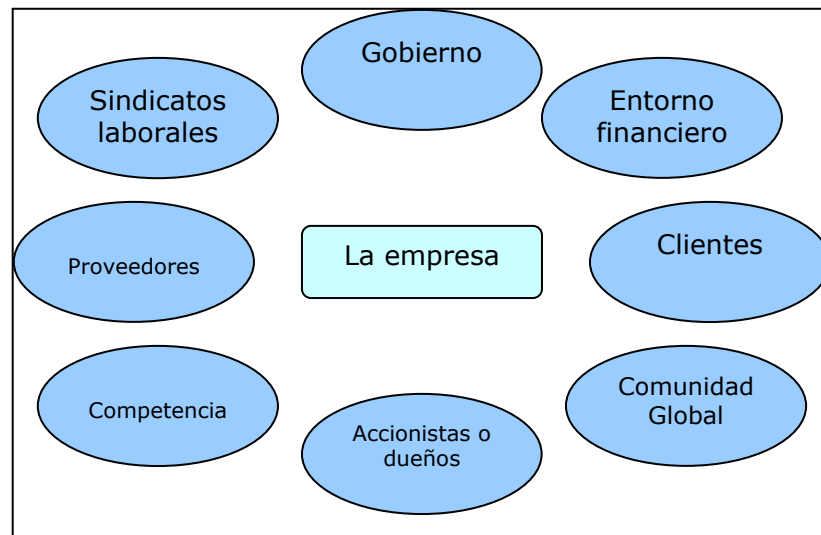 Gobierno
Sindicatos
laborales
Entorno
financiero
Proveedores
La empresa
Clientes
Competencia
Accionistas o
dueños
Comunidad
Global